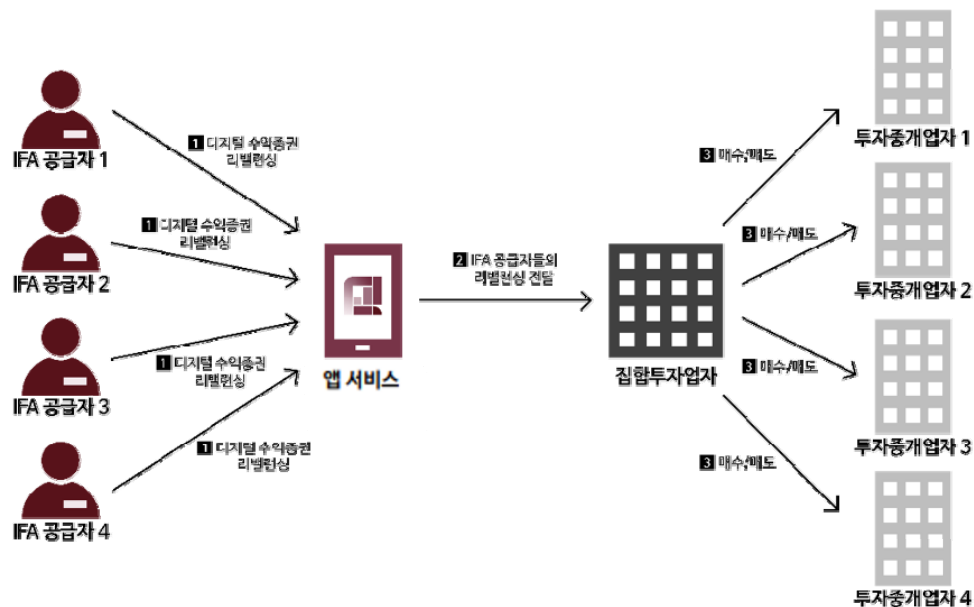 IFA 공급자 1
1 디지털 수익증권
리밸런싱
IFA 공급자 2
1 디지털 수익증권
리밸런싱
IFA 공급자 3
1 디지털 수익증권
리밸런싱
IFA 공급자 4
1 디지털 수익증권
리밸런싱
앱 서비스
2 IFA 공급자들의
리밸런싱 전달
집합투자업자
3 매수/매도
투자중개업자 1
3 매수/매도
투자중개업자 2
3 매수/매도
투자중개업자 3
3 매수/매도
투자중개업자 4